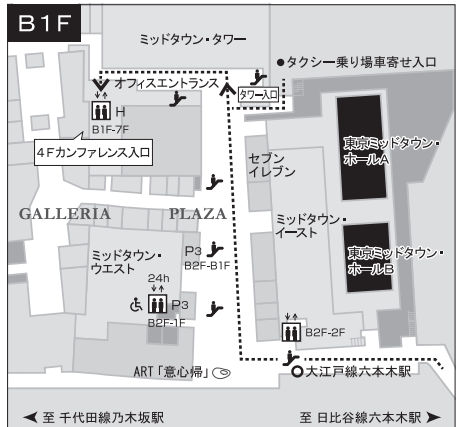 B1F
ミッドタウン・タワー
●タクシー乗り場車寄せ入口
オフィスエントランス
タワー入口
H
B1F-7F
4Fカンファレンス入口
東京ミッドタウン・
ホールA
セブン
イレブン
GALLERIA
PLAZA
ミッドタウン・
イースト
ミッドタウン・
ウエスト
P3
B2F-B1F
東京ミッドタウン・
ホールB
24h
P3
B2F-1F
B2F-2F
ART「意心帰」
大江戸線六本木駅
至 千代田線乃木坂駅
至 日比谷線六本木駅